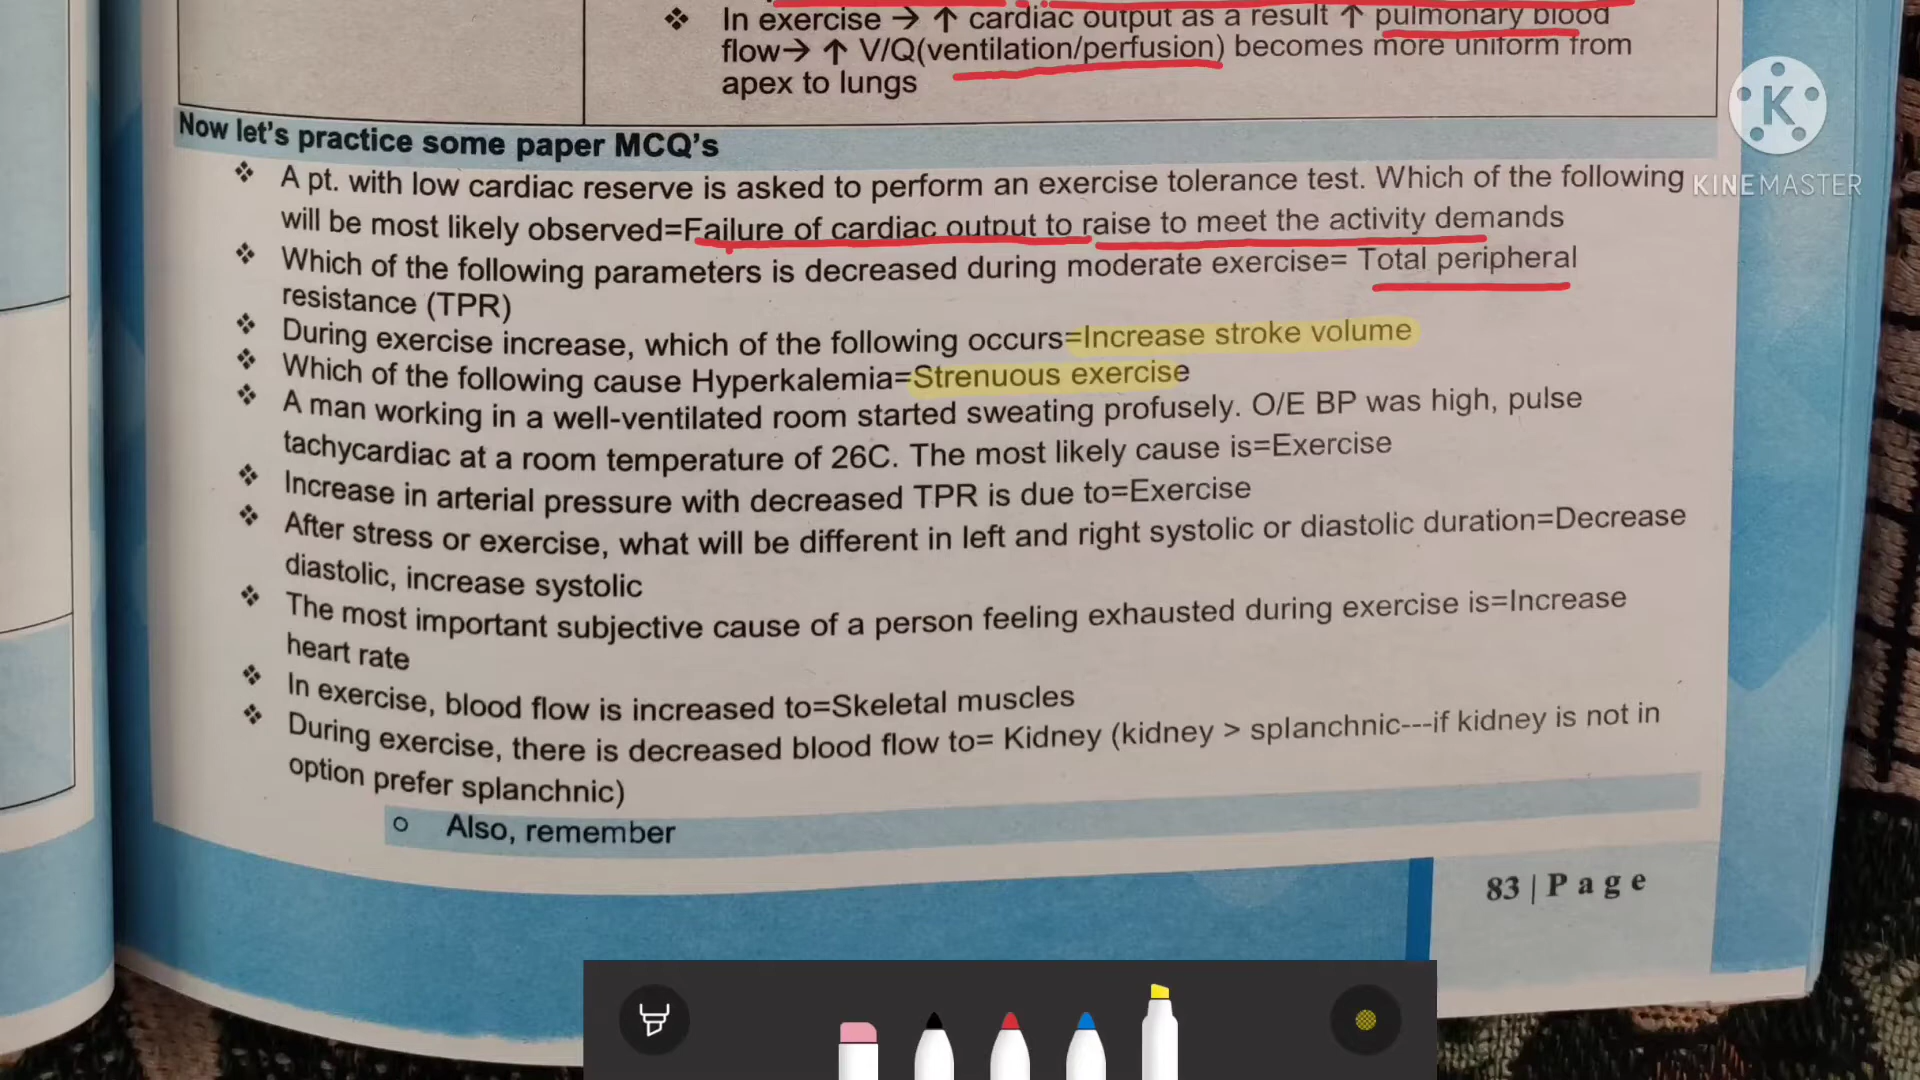 ❖ In exercise → ↑ cardiac output as a result ↑ pulmonary blood
flow→ ↑ V/Q(ventilation/perfusion) becomes more uniform from
apex to lungs
K
KINEMASTER
Now let's practice some paper MCQ's
❖ A pt. with low cardiac reserve is asked to perform an exercise tolerance test. Which of the following
will be most likely observed=Failure of cardiac output to raise to meet the activity demands
❖ Which of the following parameters is decreased during moderate exercise= Total peripheral
resistance (TPR)
❖ During exercise increase, which of the following occurs=Increase stroke volume
❖ Which of the following cause Hyperkalemia=Strenuous exercise
❖ A man working in a well-ventilated room started sweating profusely. O/E BP was high, pulse
tachycardiac at a room temperature of 26C. The most likely cause is=Exercise
❖ Increase in arterial pressure with decreased TPR is due to=Exercise
❖ After stress or exercise, what will be different in left and right systolic or diastolic duration=Decrease
diastolic, increase systolic
❖ The most important subjective cause of a person feeling exhausted during exercise is=Increase
heart rate
❖ In exercise, blood flow is increased to=Skeletal muscles
❖ During exercise, there is decreased blood flow to= Kidney (kidney > splanchnic---if kidney is not in
option prefer splanchnic)
o Also, remember
83 | P a g e